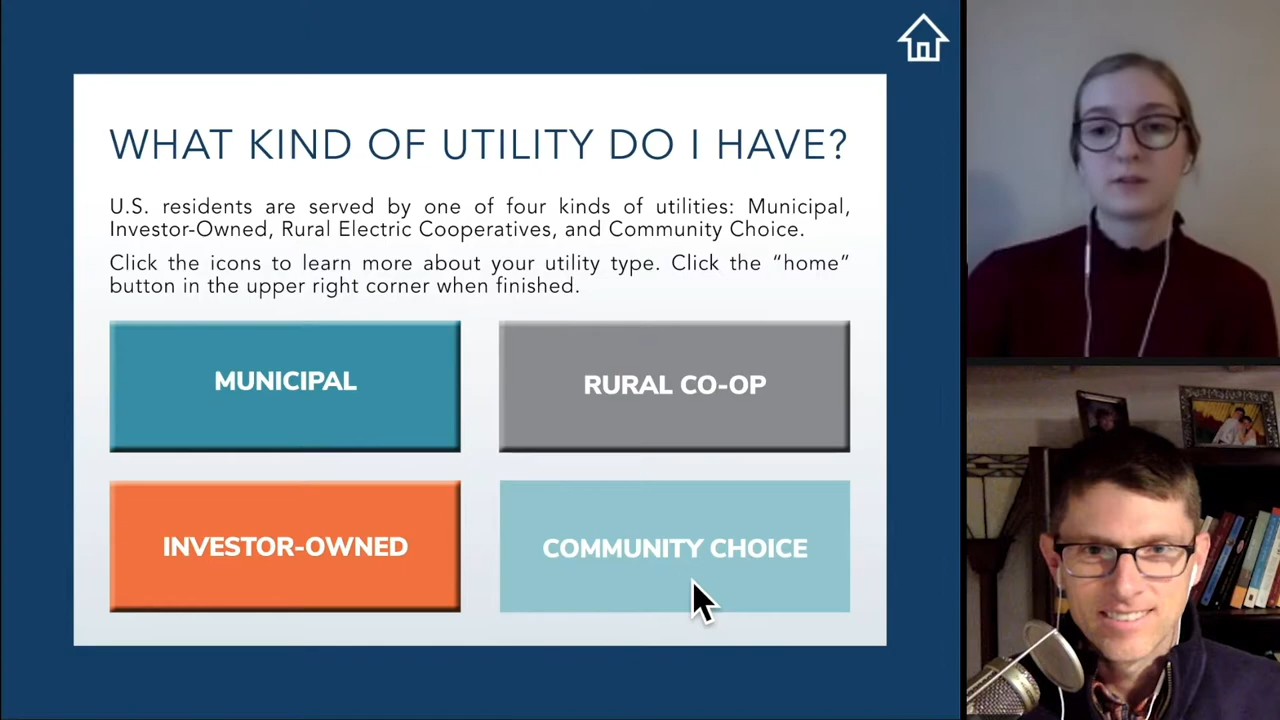 WHAT KIND OF UTILITY DO I HAVE?
U.S. residents are served by one of four kinds of utilities: Municipal,
Investor-Owned, Rural Electric Cooperatives, and Community Choice.
Click the icons to learn more about your utility type. Click the “home”
button in the upper right corner when finished.
MUNICIPAL
RURAL CO-OP
INVESTOR-OWNED
COMMUNITY CHOICE